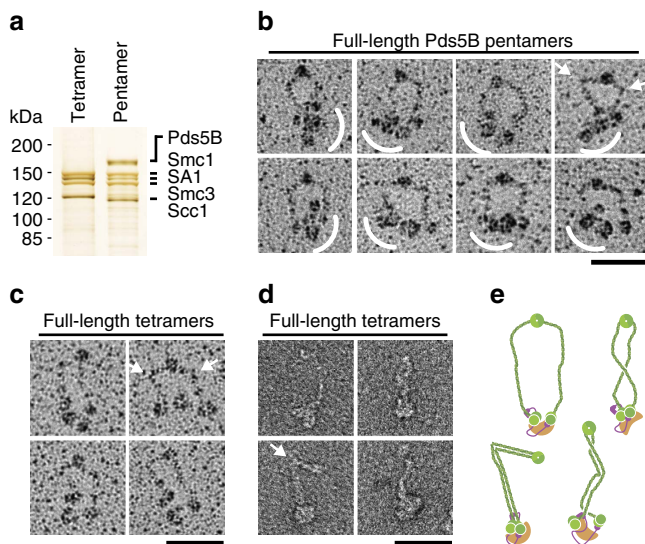 a
kDa
Tetramer
Pentamer
200
150
120
100
85
Pds5B
Smc1
SA1
Smc3
Scc1
b
Full-length Pds5B pentamers
c
Full-length tetramers
d
Full-length tetramers
e